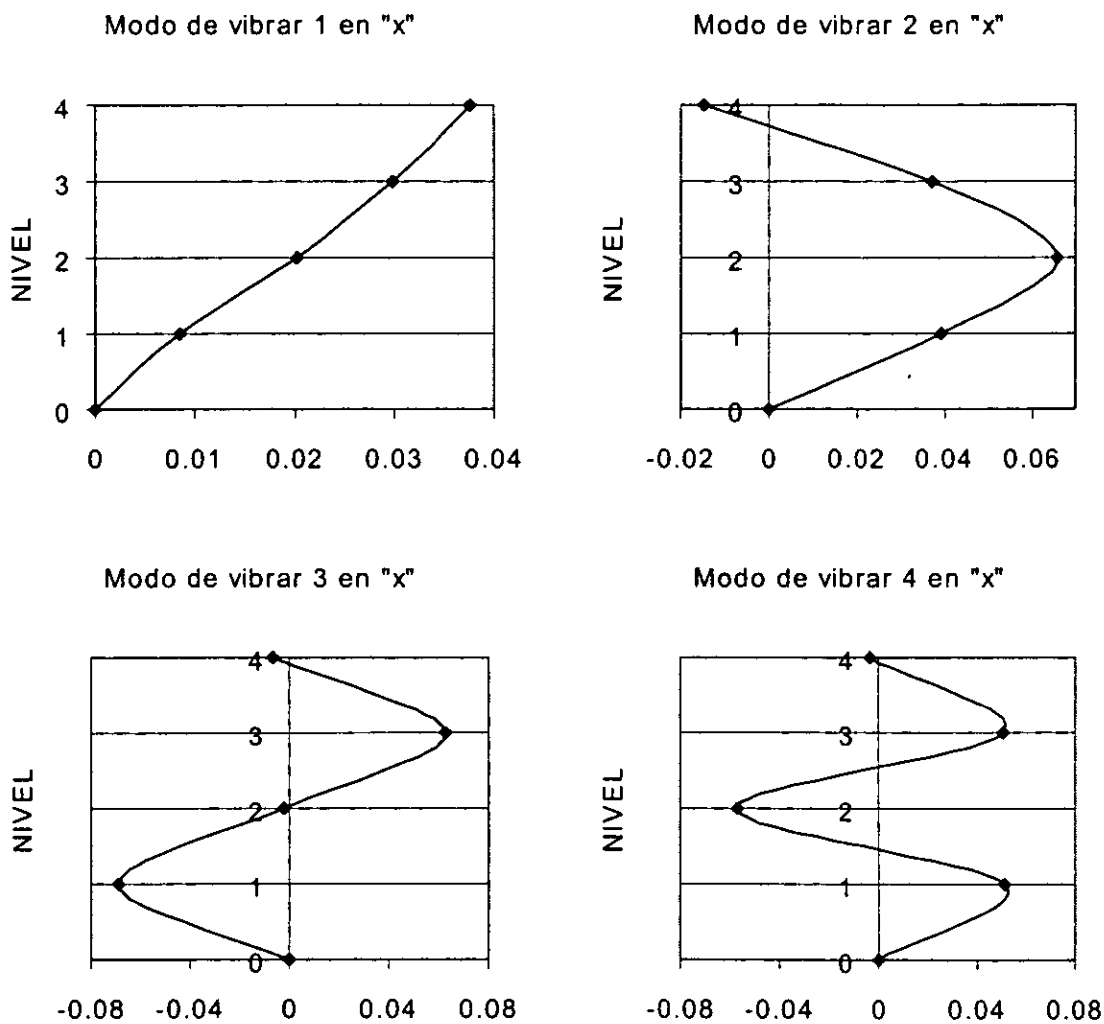 Modo de vibrar 1 en "x"
4
3
2
1
0
NIVEL
0 0.01 0.02 0.03 0.04
Modo de vibrar 2 en "x"
4
3
2
1
0
NIVEL
-0.02 0 0.02 0.04 0.06
Modo de vibrar 3 en "x"
4
3
2
1
0
NIVEL
-0.08 -0.04 0 0.04 0.08
Modo de vibrar 4 en "x"
4
3
2
1
0
NIVEL
-0.08 -0.04 0 0.04 0.08